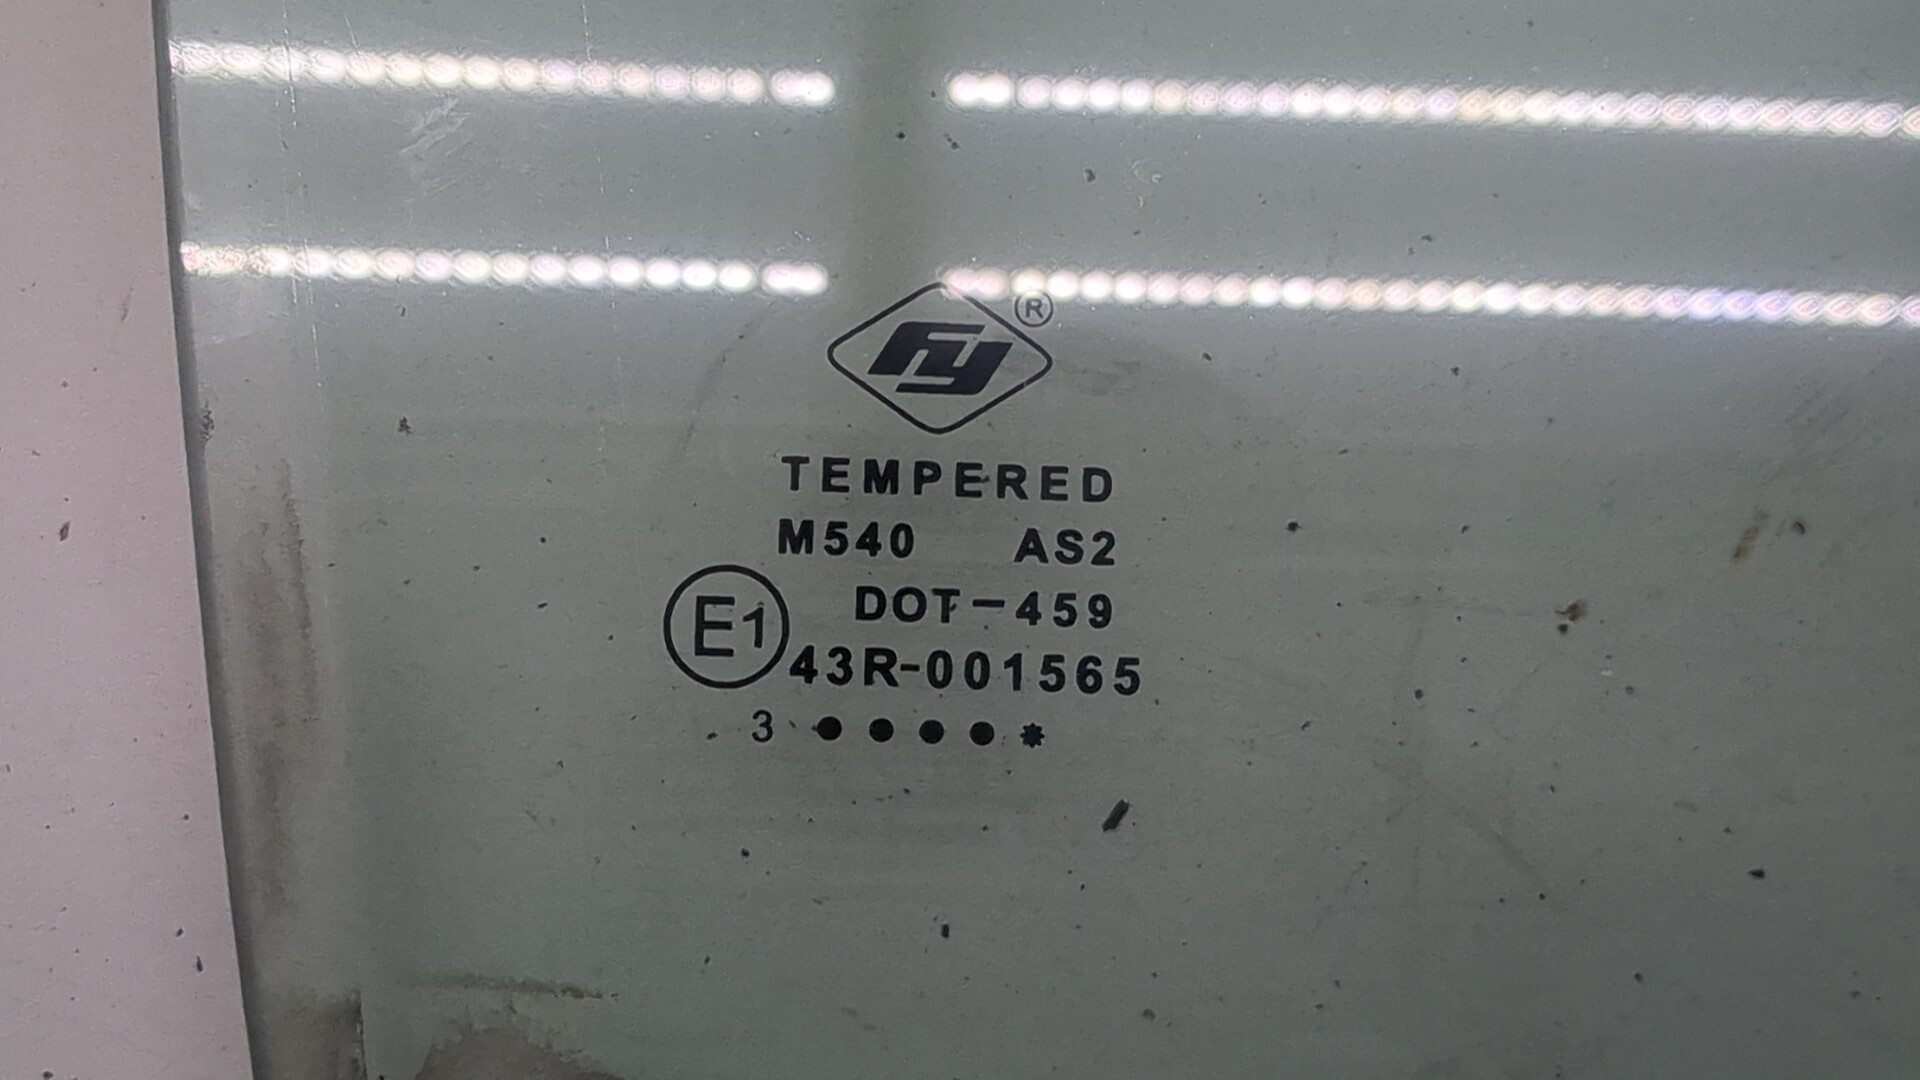 FY ®
TEMPERED
M540 AS2
DOT-459
E1
43R-001565
3 ●●●●*